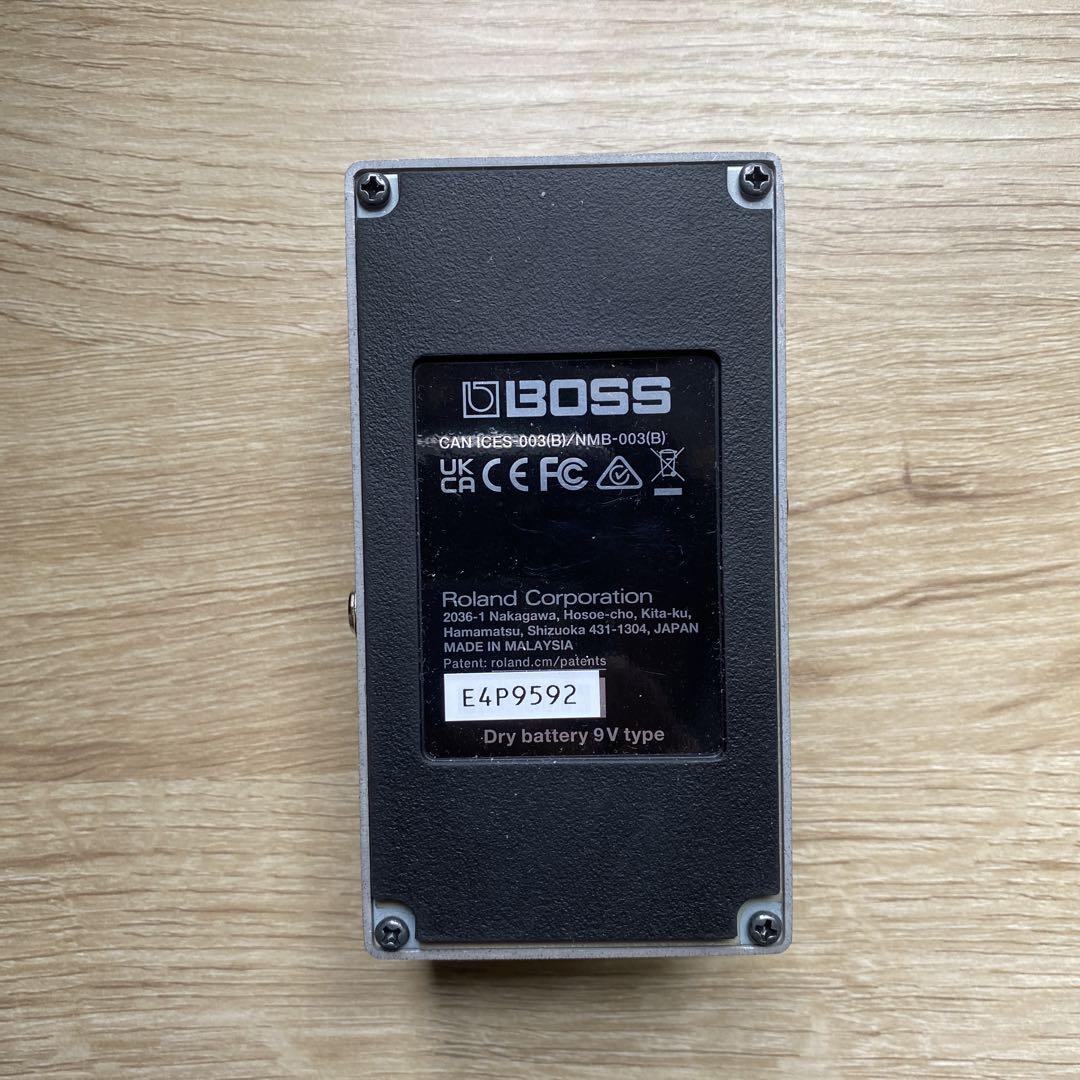 BOSS
CAN ICES-003(B)/NMB-003(B)
UK CA CE FC
Roland Corporation
2036-1 Nakagawa, Hosoe-cho, Kita-ku,
Hamamatsu, Shizuoka 431-1304, JAPAN
MADE IN MALAYSIA
Patent: roland.cm/patents
E4P9592
Dry battery 9V type